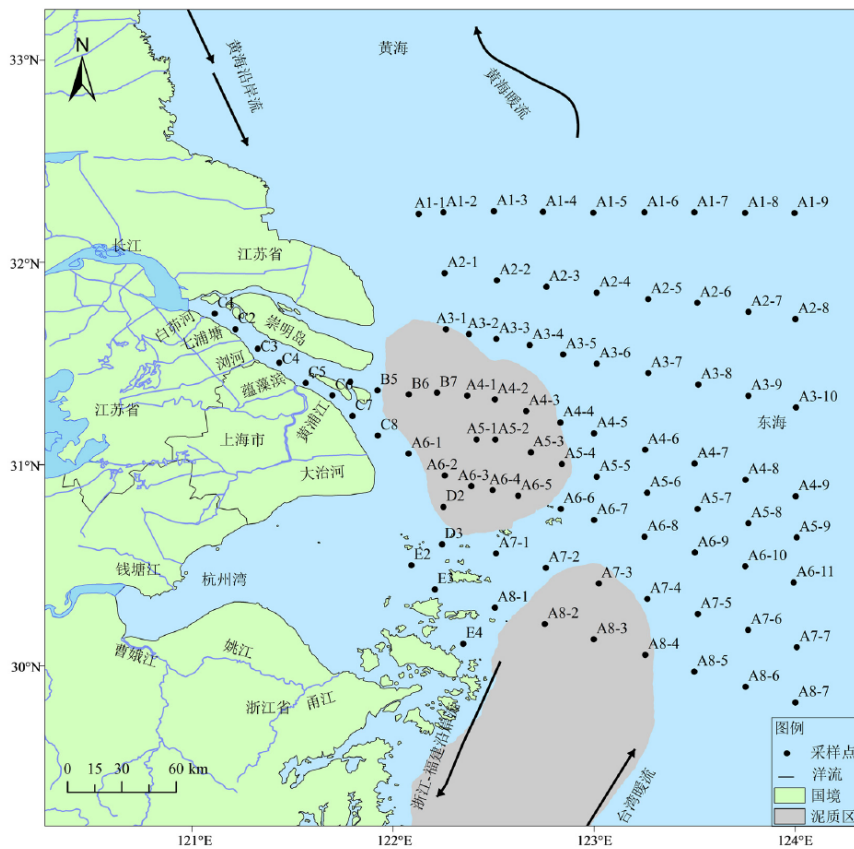 33°N
32°N
31°N
30°N
121°E
122°E
123°E
124°E
N
黄海沿岸流
黄海
黄海暖流
A1-1
A1-2
A1-3
A1-4
A1-5
A1-6
A1-7
A1-8
A1-9
长江
江苏省
A2-1
A2-2
A2-3
A2-4
A2-5
A2-6
A2-7
A2-8
C1
C2
C3
C4
C5
C6
C7
C8
白茆河
七浦塘
浏河
蕴藻浜
崇明岛
黄浦江
江苏省
上海市
大治河
A3-1
A3-2
A3-3
A3-4
A3-5
A3-6
A3-7
A3-8
A3-9
A3-10
东海
B5
B6
B7
A4-1
A4-2
A4-3
A4-4
A4-5
A4-6
A4-7
A4-8
A4-9
A5-1
A5-2
A5-3
A5-4
A5-5
A5-6
A5-7
A5-8
A5-9
A6-1
A6-2
A6-3
A6-4
A6-5
A6-6
A6-7
A6-8
A6-9
A6-10
A6-11
D2
D3
E2
E3
E4
A7-1
A7-2
A7-3
A7-4
A7-5
A7-6
A7-7
A8-1
A8-2
A8-3
A8-4
A8-5
A8-6
A8-7
钱塘江
杭州湾
曹娥江
姚江
甬江
浙江省
浙江-福建沿岸流
台湾暖流
0 15 30 60 km
图例
采样点
洋流
国境
泥质区